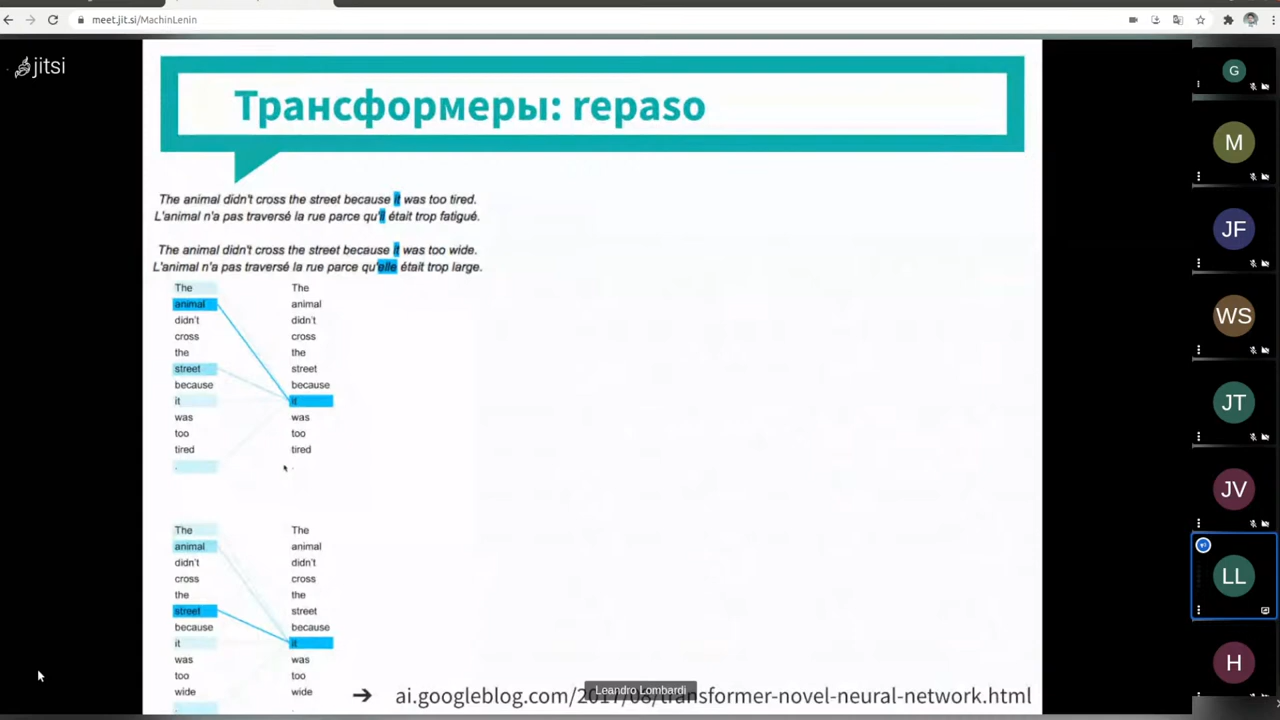 meet.jit.si/MachinLenin
jitsi
Трансформеры: repaso
The animal didn't cross the street because it was too tired.
L'animal n'a pas traversé la rue parce qu'il était trop fatigué.
The animal didn't cross the street because it was too wide.
L'animal n'a pas traversé la rue parce qu'elle était trop large.
The The
animal animal
didn't didn't
cross cross
the the
street street
because because
it it
was was
too too
tired tired
. .
The The
animal animal
didn't didn't
cross cross
the the
street street
because because
it it
was was
too too
wide wide
. .
→ ai.googleblog.com/2017/08/transformer-novel-neural-network.html
Leandro Lombardi
G
M
JF
WS
JT
JV
LL
H